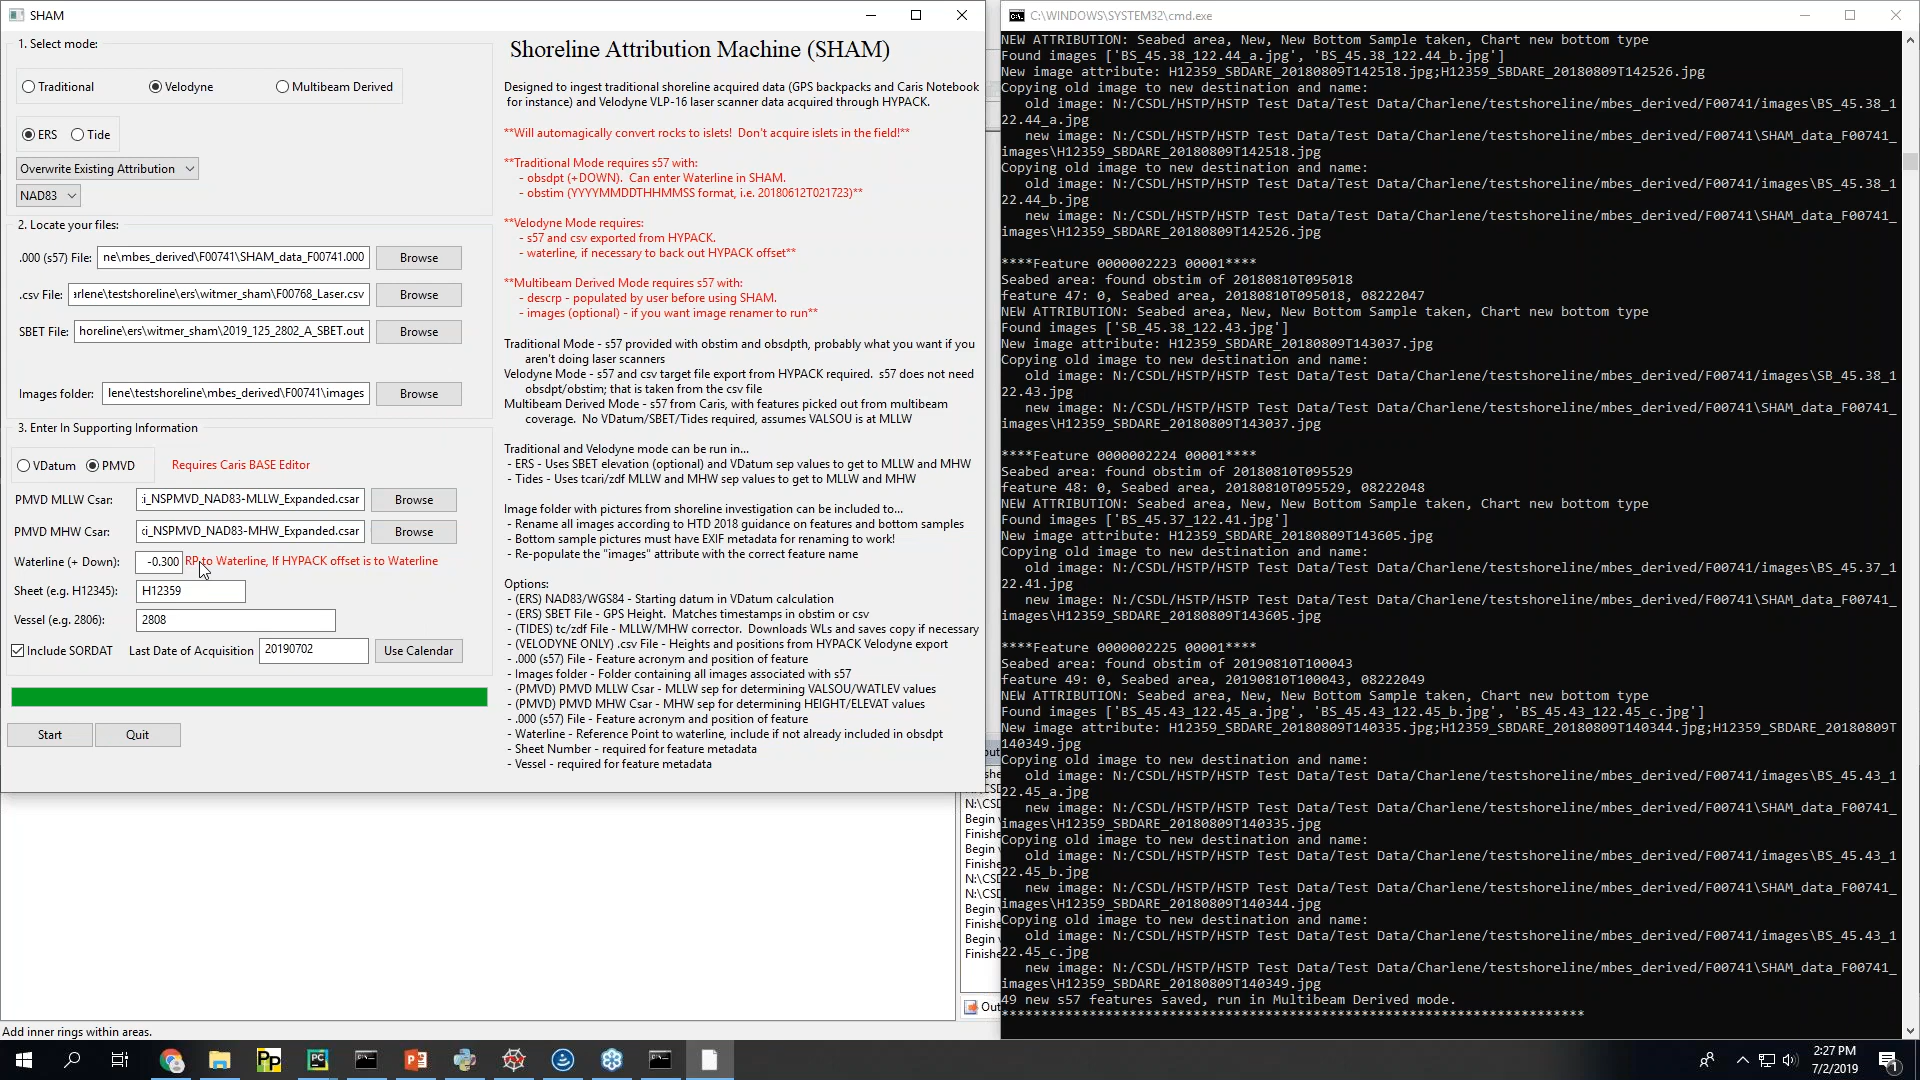 SHAM
1. Select mode:
Traditional
Velodyne
Multibeam Derived
ERS
Tide
Overwrite Existing Attribution
NAD83
2. Locate your files:
.000 (s57) File: ne\mbes_derived\F00741\SHAM_data_F00741.000 Browse
.csv File: arlene\testshoreline\ers\witmer_sham\F00768_Laser.csv Browse
SBET File: horeline\ers\witmer_sham\2019_125_2802_A_SBET.out Browse
Images folder: lene\testshoreline\mbes_derived\F00741\images Browse
3. Enter In Supporting Information
VDatum
PMVD
Requires Caris BASE Editor
PMVD MLLW Csar: i_NSPMVD_NAD83-MLLW_Expanded.csar Browse
PMVD MHW Csar: i_NSPMVD_NAD83-MHW_Expanded.csar Browse
Waterline (+ Down): -0.300 RP to Waterline, If HYPACK offset is to Waterline
Sheet (e.g. H12345): H12359
Vessel (e.g. 2806): 2808
Include SORDAT Last Date of Acquisition 20190702 Use Calendar
Start Quit
Shoreline Attribution Machine (SHAM)
Designed to ingest traditional shoreline acquired data (GPS backpacks and Caris Notebook
for instance) and Velodyne VLP-16 laser scanner data acquired through HYPACK.
**Will automagically convert rocks to islets! Don't acquire islets in the field!**
**Traditional Mode requires s57 with:
- obsdpt (+DOWN). Can enter Waterline in SHAM.
- obstim (YYYYMMDDTHHMMSS format, i.e. 20180612T021723)**
**Velodyne Mode requires:
- s57 and csv exported from HYPACK.
- waterline, if necessary to back out HYPACK offset**
**Multibeam Derived Mode requires s57 with:
- descrp - populated by user before using SHAM.
- images (optional) - if you want image renamer to run**
Traditional Mode - s57 provided with obstim and obsdpth, probably what you want if you
aren't doing laser scanners
Velodyne Mode - s57 and csv target file export from HYPACK required. s57 does not need
obsdpt/obstim; that is taken from the csv file
Multibeam Derived Mode - s57 from Caris, with features picked out from multibeam
coverage. No VDatum/SBET/Tides required, assumes VALSOU is at MLLW
Traditional and Velodyne mode can be run in...
- ERS - Uses SBET elevation (optional) and VDatum sep values to get to MLLW and MHW
- Tides - Uses tcari/zdf MLLW and MHW sep values to get to MLLW and MHW
Image folder with pictures from shoreline investigation can be included to...
- Rename all images according to HTD 2018 guidance on features and bottom samples
- Bottom sample pictures must have EXIF metadata for renaming to work!
- Re-populate the "images" attribute with the correct feature name
Options:
- (ERS) NAD83/WGS84 - Starting datum in VDatum calculation
- (ERS) SBET File - GPS Height. Matches timestamps in obstim or csv
- (TIDES) tc/zdf File - MLLW/MHW corrector. Downloads WLs and saves copy if necessary
- (VELODYNE ONLY) .csv File - Heights and positions from HYPACK Velodyne export
- .000 (s57) File - Feature acronym and position of feature
- Images folder - Folder containing all images associated with s57
- (PMVD) PMVD MLLW Csar - MLLW sep for determining VALSOU/WATLEV values
- (PMVD) PMVD MHW Csar - MHW sep for determining HEIGHT/ELEVAT values
- .000 (s57) File - Feature acronym and position of feature
- Waterline - Reference Point to waterline, include if not already included in obsdpt
- Sheet Number - required for feature metadata
- Vessel - required for feature metadata
N:\CSD
Begin v
Finishe
Begin v
Finishe
N:\CSD
N:\CSD
Begin v
Finishe
Begin v
Finishe
Out
Add inner rings within areas.
C:\WINDOWS\SYSTEM32\cmd.exe
NEW ATTRIBUTION: Seabed area, New, New Bottom Sample taken, Chart new bottom type
Found images ['BS_45.38_122.44_a.jpg', 'BS_45.38_122.44_b.jpg']
New image attribute: H12359_SBDARE_20180809T142518.jpg;H12359_SBDARE_20180809T142526.jpg
Copying old image to new destination and name:
old image: N:/CSDL/HSTP/HSTP Test Data/Test Data/Charlene/testshoreline/mbes_derived/F00741/images\BS_45.38_1
22.44_a.jpg
new image: N:/CSDL/HSTP/HSTP Test Data/Test Data/Charlene/testshoreline/mbes_derived/F00741\SHAM_data_F00741_
images\H12359_SBDARE_20180809T142518.jpg
Copying old image to new destination and name:
old image: N:/CSDL/HSTP/HSTP Test Data/Test Data/Charlene/testshoreline/mbes_derived/F00741/images\BS_45.38_1
22.44_b.jpg
new image: N:/CSDL/HSTP/HSTP Test Data/Test Data/Charlene/testshoreline/mbes_derived/F00741\SHAM_data_F00741_
images\H12359_SBDARE_20180809T142526.jpg
****Feature 0000002223 00001****
Seabed area: found obstim of 20180810T095018
feature 47: 0, Seabed area, 20180810T095018, 08222047
NEW ATTRIBUTION: Seabed area, New, New Bottom Sample taken, Chart new bottom type
Found images ['SB_45.38_122.43.jpg']
New image attribute: H12359_SBDARE_20180809T143037.jpg
Copying old image to new destination and name:
old image: N:/CSDL/HSTP/HSTP Test Data/Test Data/Charlene/testshoreline/mbes_derived/F00741/images\SB_45.38_1
22.43.jpg
new image: N:/CSDL/HSTP/HSTP Test Data/Test Data/Charlene/testshoreline/mbes_derived/F00741\SHAM_data_F00741_
images\H12359_SBDARE_20180809T143037.jpg
****Feature 0000002224 00001****
Seabed area: found obstim of 20180810T095529
feature 48: 0, Seabed area, 20180810T095529, 08222048
NEW ATTRIBUTION: Seabed area, New, New Bottom Sample taken, Chart new bottom type
Found images ['BS_45.37_122.41.jpg']
New image attribute: H12359_SBDARE_20180809T143605.jpg
Copying old image to new destination and name:
old image: N:/CSDL/HSTP/HSTP Test Data/Test Data/Charlene/testshoreline/mbes_derived/F00741/images\BS_45.37_1
22.41.jpg
new image: N:/CSDL/HSTP/HSTP Test Data/Test Data/Charlene/testshoreline/mbes_derived/F00741\SHAM_data_F00741_
images\H12359_SBDARE_20180809T143605.jpg
****Feature 0000002225 00001****
Seabed area: found obstim of 20190810T100043
feature 49: 0, Seabed area, 20190810T100043, 08222049
NEW ATTRIBUTION: Seabed area, New, New Bottom Sample taken, Chart new bottom type
Found images ['BS_45.43_122.45_a.jpg', 'BS_45.43_122.45_b.jpg', 'BS_45.43_122.45_c.jpg']
New image attribute: H12359_SBDARE_20180809T140335.jpg;H12359_SBDARE_20180809T140344.jpg;H12359_SBDARE_20180809T
140349.jpg
Copying old image to new destination and name:
old image: N:/CSDL/HSTP/HSTP Test Data/Test Data/Charlene/testshoreline/mbes_derived/F00741/images\BS_45.43_1
22.45_a.jpg
new image: N:/CSDL/HSTP/HSTP Test Data/Test Data/Charlene/testshoreline/mbes_derived/F00741\SHAM_data_F00741_
images\H12359_SBDARE_20180809T140335.jpg
Copying old image to new destination and name:
old image: N:/CSDL/HSTP/HSTP Test Data/Test Data/Charlene/testshoreline/mbes_derived/F00741/images\BS_45.43_1
22.45_b.jpg
new image: N:/CSDL/HSTP/HSTP Test Data/Test Data/Charlene/testshoreline/mbes_derived/F00741\SHAM_data_F00741_
images\H12359_SBDARE_20180809T140344.jpg
Copying old image to new destination and name:
old image: N:/CSDL/HSTP/HSTP Test Data/Test Data/Charlene/testshoreline/mbes_derived/F00741/images\BS_45.43_1
22.45_c.jpg
new image: N:/CSDL/HSTP/HSTP Test Data/Test Data/Charlene/testshoreline/mbes_derived/F00741\SHAM_data_F00741_
images\H12359_SBDARE_20180809T140349.jpg
49 new s57 features saved, run in Multibeam Derived mode.
*************************************************************************
2:27 PM
7/2/2019
1